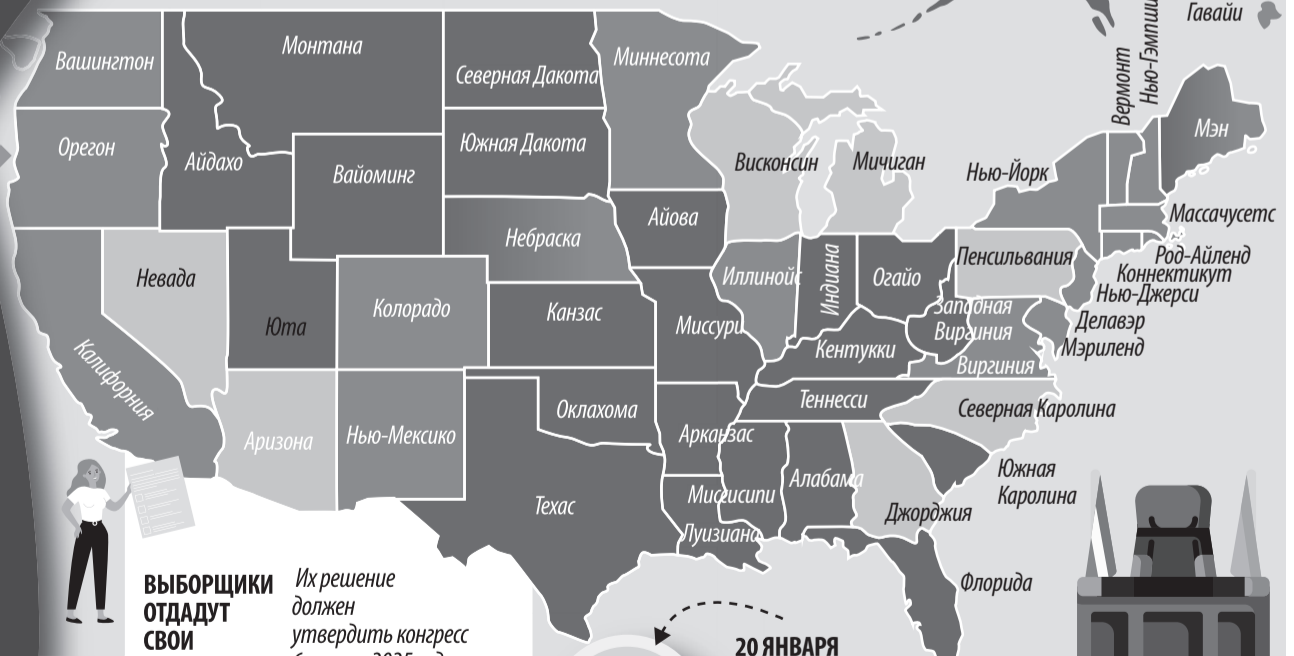 Гавайи
Вермонт
Вашингтон
Монтана
Северная Дакота
Миннесота
Орегон
Айдахо
Вайоминг
Южная Дакота
Висконсин
Мичиган
Нью-Йорк
Мэн
Массачусетс
Род-Айленд
Коннектикут
Нью-Джерси
Делавэр
Мэриленд
Невада
Юта
Колорадо
Небраска
Айова
Канзас
Миссури
Иллинойс
Индиана
Огайо
Пенсильвания
Западная
Виргиния
Виргиния
Кентукки
Калифорния
Аризона
Нью-Мексико
Оклахома
Арканзас
Теннесси
Северная Каролина
Южная
Каролина
Техас
Миссисипи
Алабама
Джорджия
Луизиана
Флорида
ВЫБОРЩИКИ
ОТДАДУТ
СВОИ
Их решение
должен
утвердить конгресс
20 ЯНВАРЯ